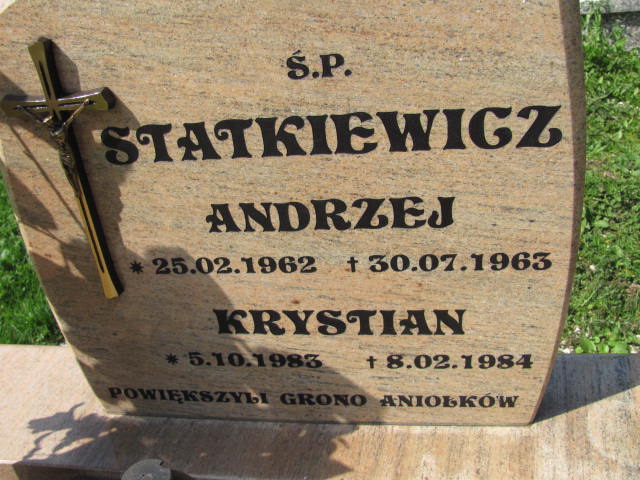 Ś.P.
STATKIEWICZ
ANDRZEJ
* 25.02.1962 † 30.07.1963
KRYSTIAN
* 5.10.1983 † 8.02.1984
POWIĘKSZYLI GRONO ANIOŁKÓW